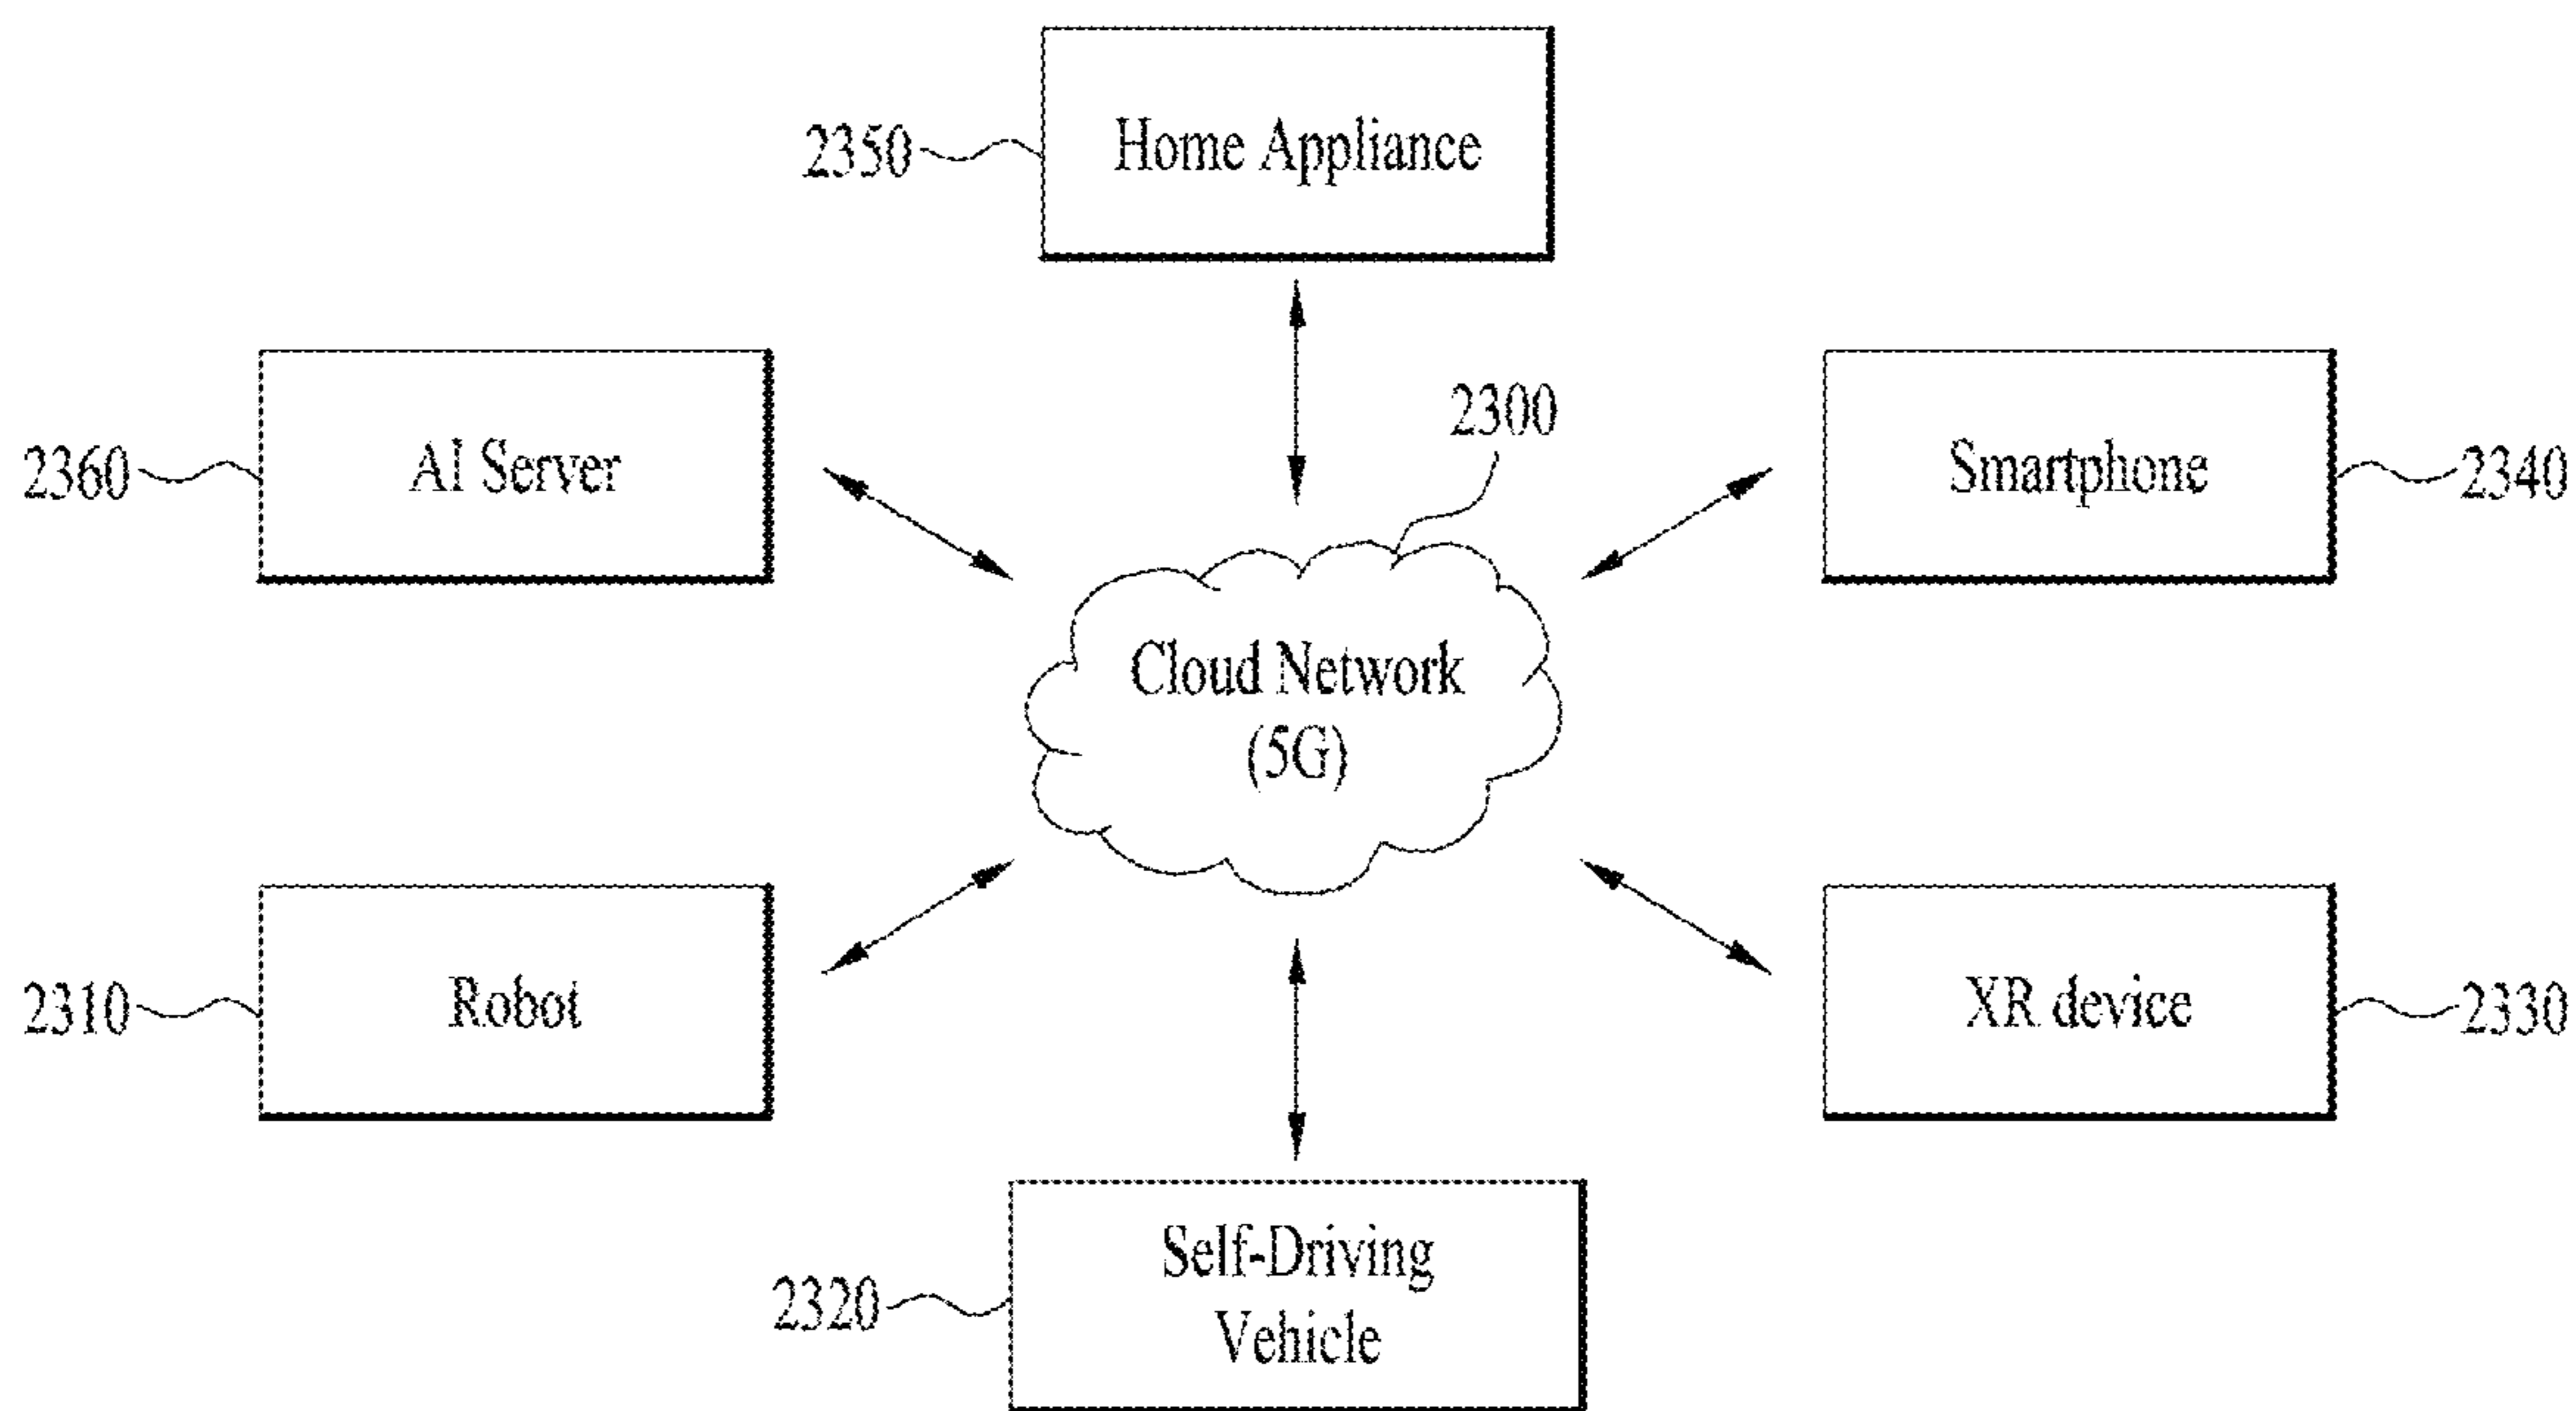 2350
Home Appliance
2300
2360
AI Server
Smartphone
2340
Cloud Network
(5G)
2310
Robot
XR device
2330
2320
Self-Driving
Vehicle